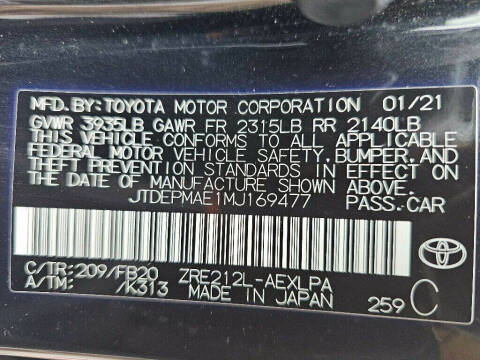 MFD. BY: TOYOTA MOTOR CORPORATION 01/21
GVWR 3935LB GAWR FR 2315LB RR 2140LB
THIS VEHICLE CONFORMS TO ALL APPLICABLE
FEDERAL MOTOR VEHICLE SAFETY, BUMPER, AND
THEFT PREVENTION STANDARDS IN EFFECT ON
THE DATE OF MANUFACTURE SHOWN ABOVE.
JTDEPMAE1MJ169477 PASS.CAR
TOYOTA
C/TR:209/FB20 ZRE212L-AEXLPA
A/TM: /K313 MADE IN JAPAN 259 C